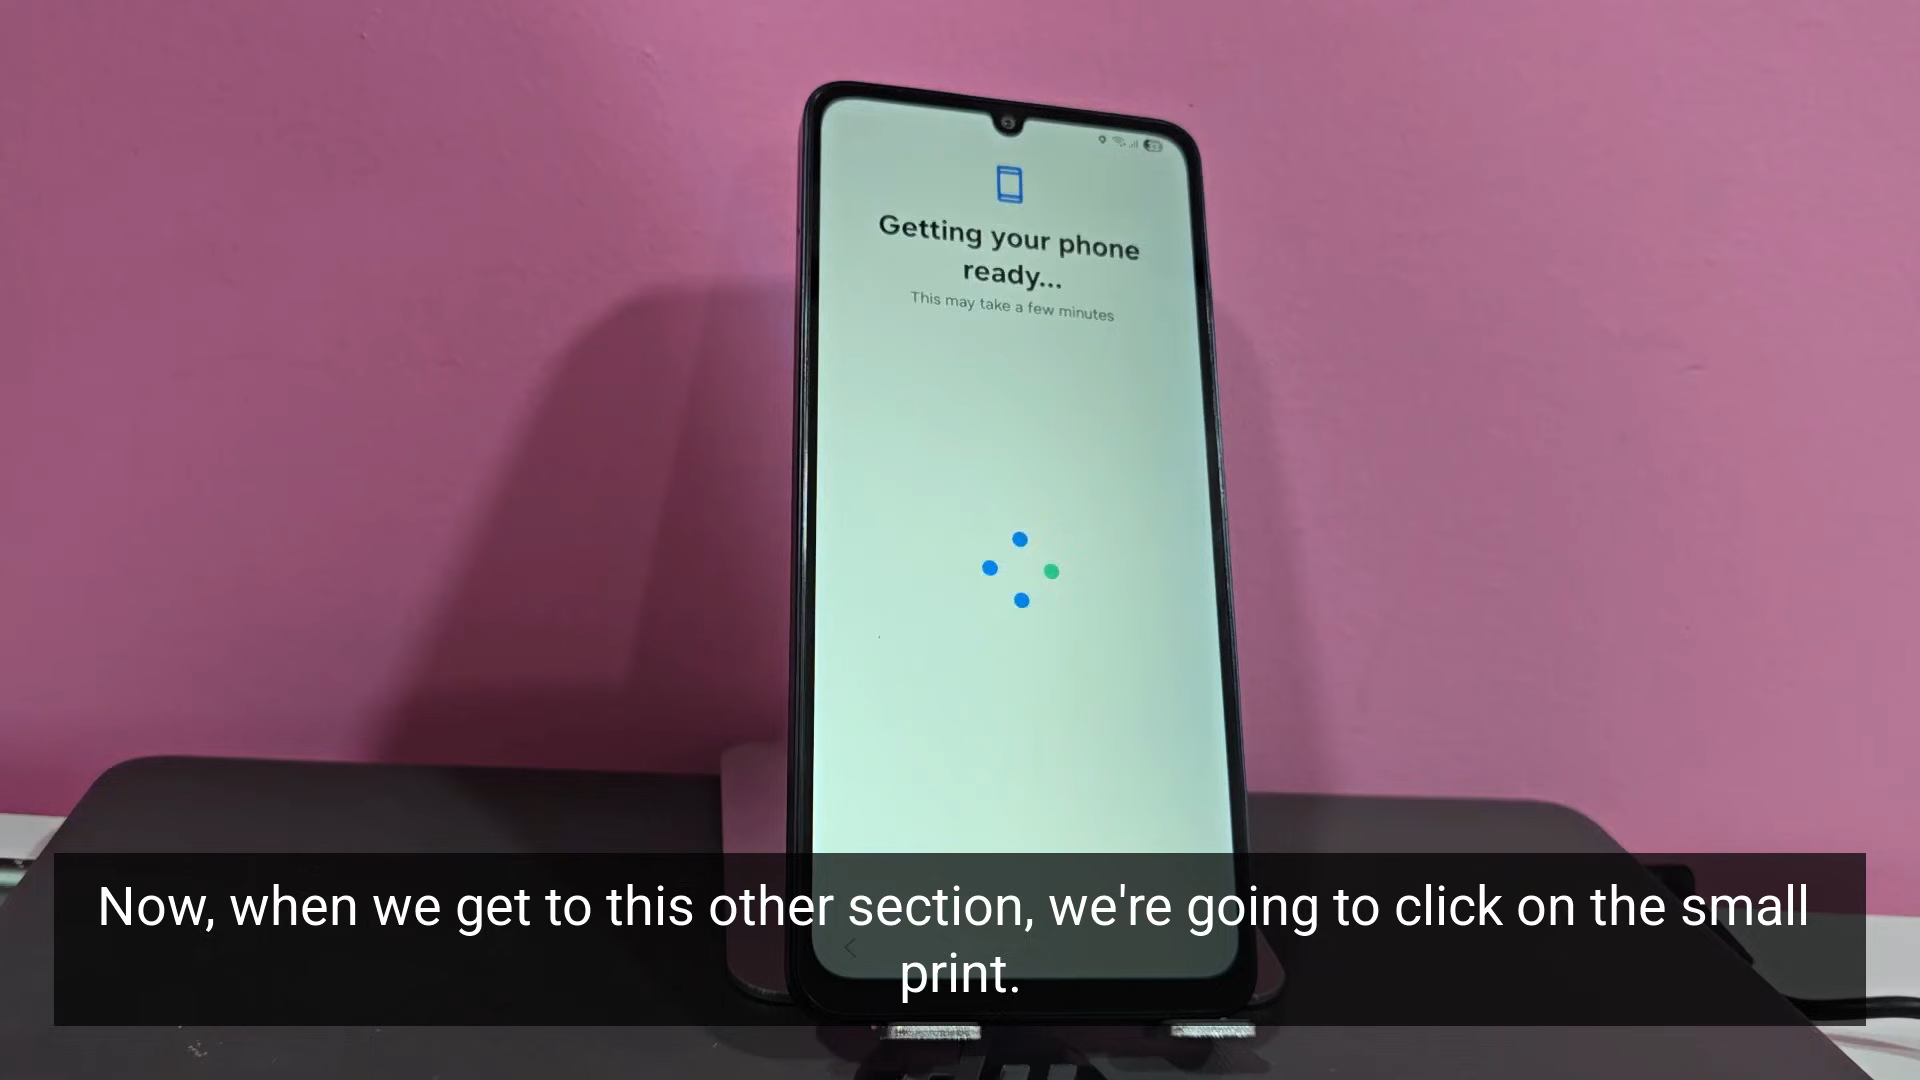 Getting your phone
ready...
This may take a few minutes
Now, when we get to this other section, we're going to click on the small
print.